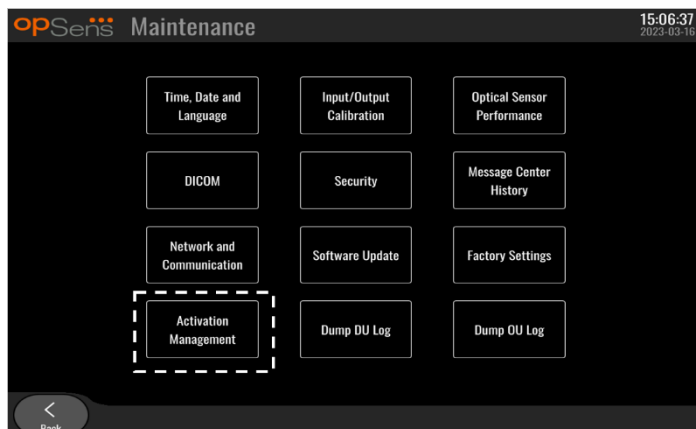 opSens Maintenance
15:06:37
2023-03-16
Time, Date and
Language
Input/Output
Calibration
Optical Sensor
Performance
DICOM
Security
Message Center
History
Network and
Communication
Software Update
Factory Settings
Activation
Management
Dump DU Log
Dump OU Log
Back